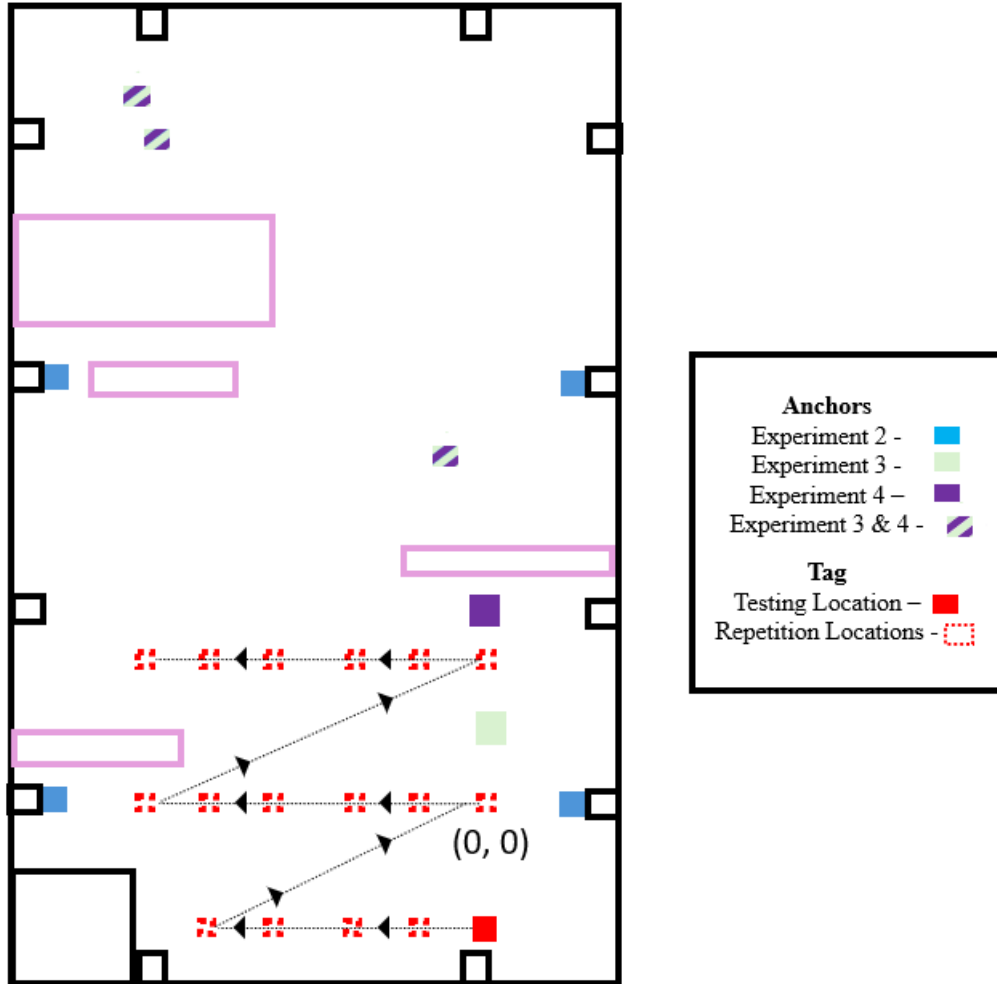 (0, 0)
Anchors
Experiment 2 -
Experiment 3 -
Experiment 4 –
Experiment 3 & 4 -
Tag
Testing Location –
Repetition Locations -